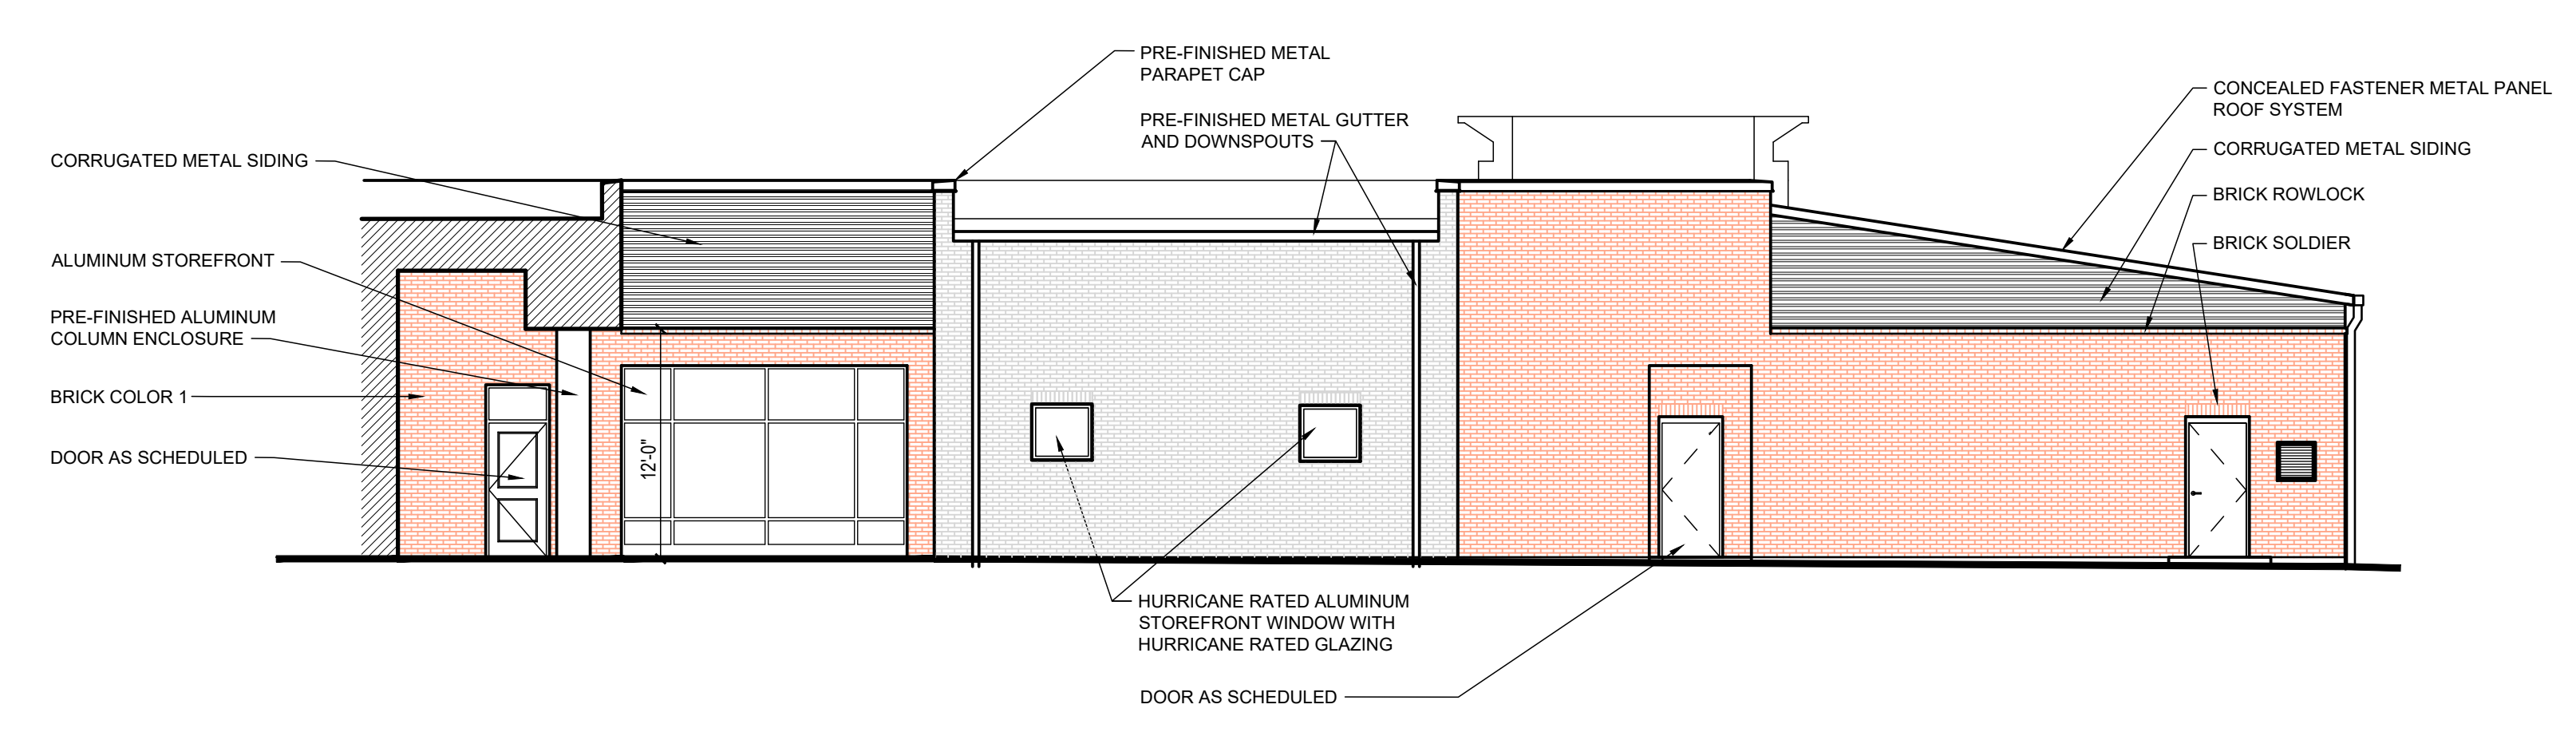 PRE-FINISHED METAL
PARAPET CAP
PRE-FINISHED METAL GUTTER
AND DOWNSPOUTS
CORRUGATED METAL SIDING
ALUMINUM STOREFRONT
PRE-FINISHED ALUMINUM
COLUMN ENCLOSURE
BRICK COLOR 1
DOOR AS SCHEDULED
12'-0"
CONCEALED FASTENER METAL PANEL
ROOF SYSTEM
CORRUGATED METAL SIDING
BRICK ROWLOCK
BRICK SOLDIER
HURRICANE RATED ALUMINUM
STOREFRONT WINDOW WITH
HURRICANE RATED GLAZING
DOOR AS SCHEDULED